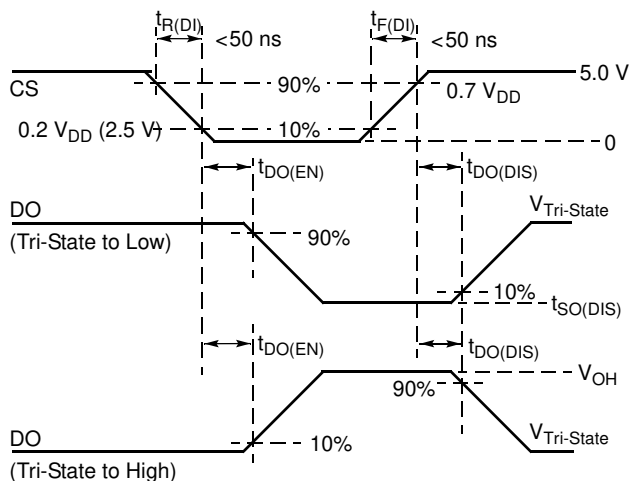 tR(DI) <50 ns tF(DI) <50 ns
5.0 V
CS 90% 0.7 VDD
0.2 VDD (2.5 V) 10% 0
tDO(EN) tDO(DIS)
DO VTri-State
(Tri-State to Low) 90%
10%
tSO(DIS)
tDO(EN) tDO(DIS)
VOH
90%
DO 10% VTri-State
(Tri-State to High)